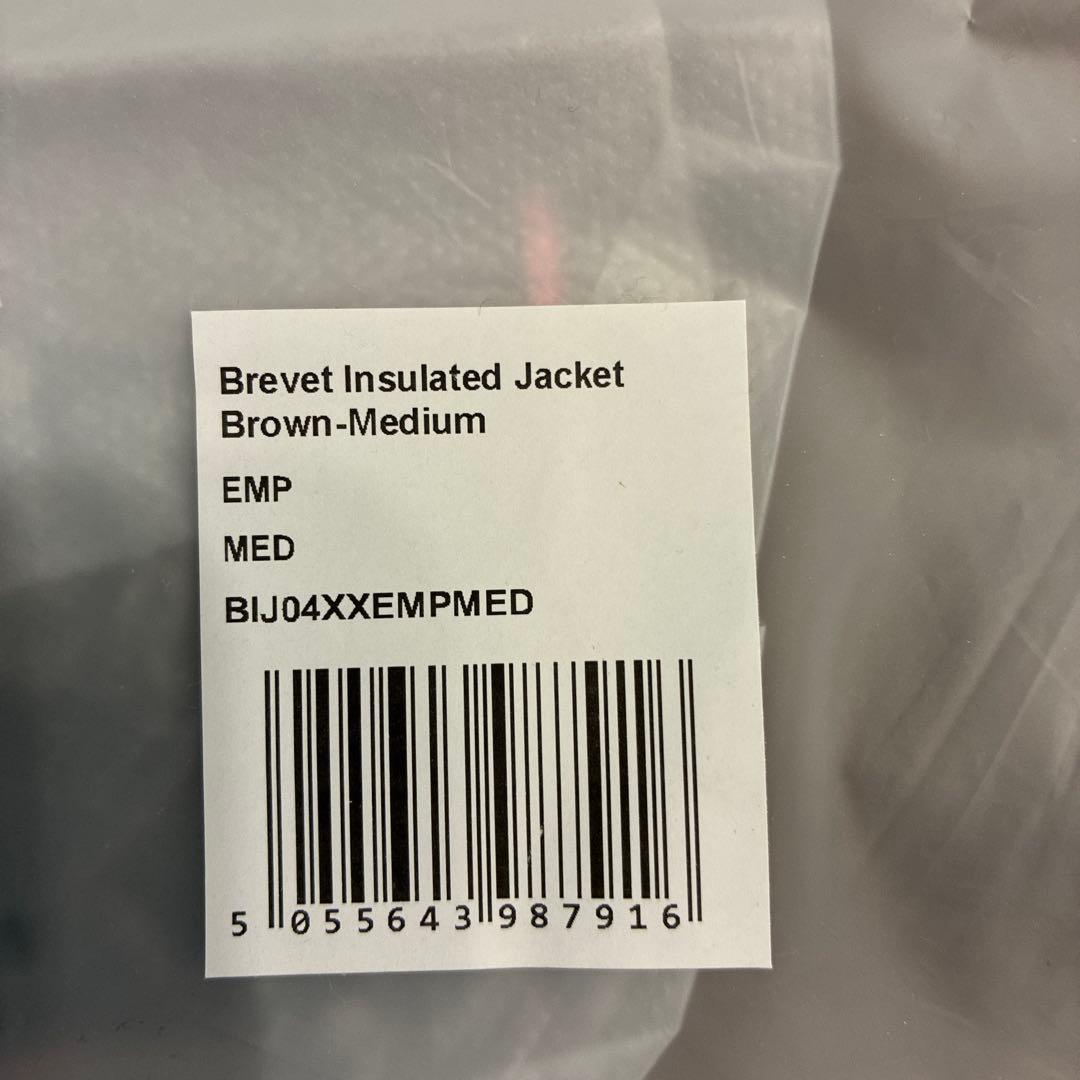 Brevet Insulated Jacket
Brown-Medium
EMP
MED
BIJ04XXEMPMED
5 055643 987916